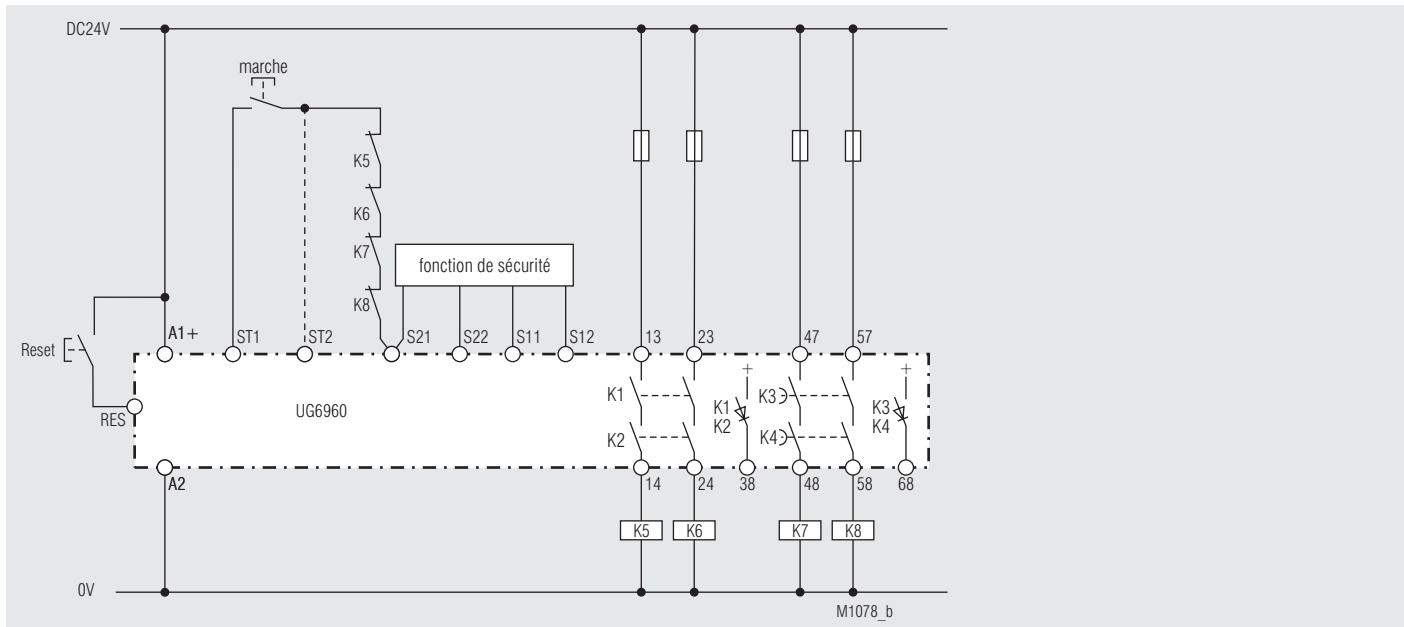 DC24V
marche
K5
K6
K7
fonction de sécurité
K8
A1+ ST1 ST2 S21 S22 S11 S12 13 23 47 57
Reset
K1 K3
K1 K3
RES UG6960 K2 K4
K2 K4
A2 14 24 38 48 58 68
K5 K6 K7 K8
0V
M1078_b
+ +